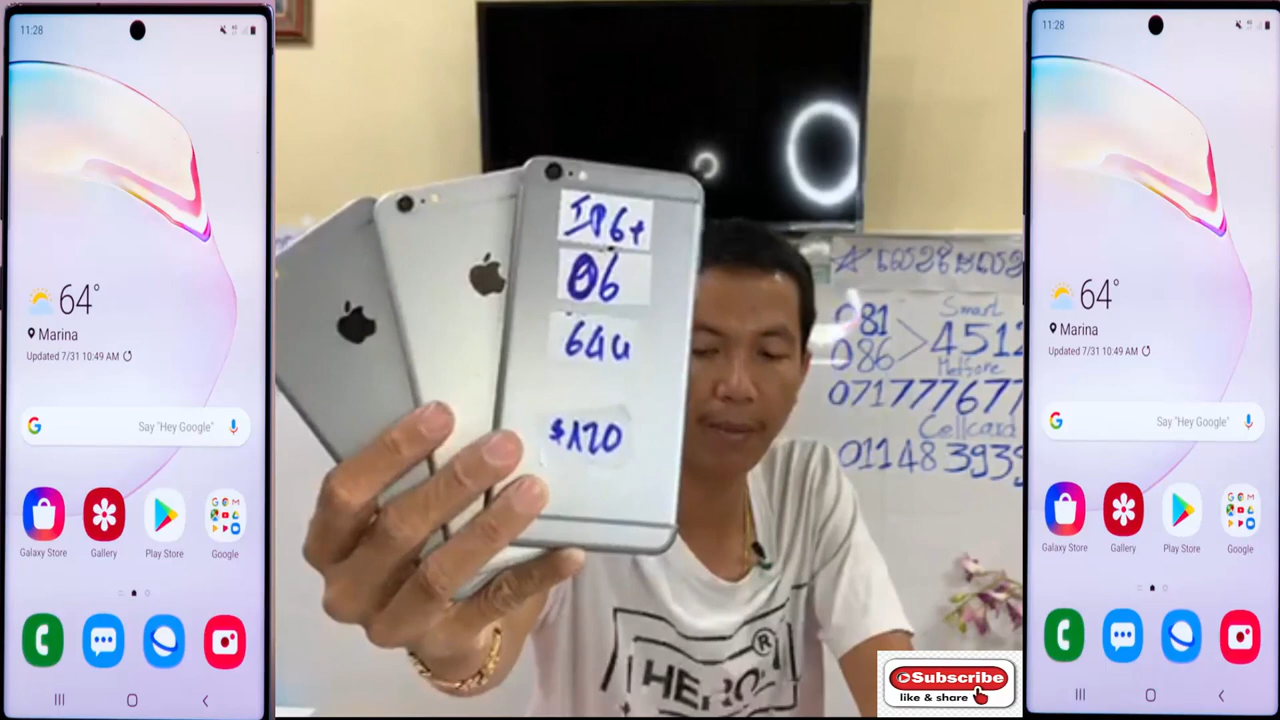 11:28
64°
Marina
Updated 7/31 10:49 AM
Say "Hey Google"
Galaxy Store
Gallery
Play Store
Google
IP6+
06
64G
$120
Smart
081
086
4512
Metfone
071777677
Cellcard
01148393
HERO
®
Subscribe
like & share
11:28
64°
Marina
Updated 7/31 10:49 AM
Say "Hey Google"
Galaxy Store
Gallery
Play Store
Google